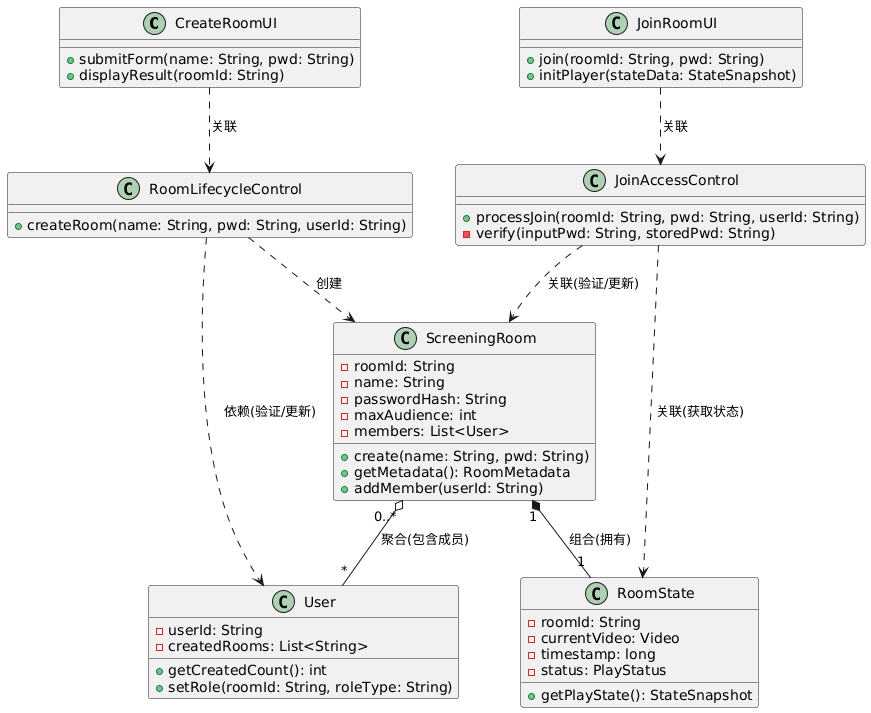 C CreateRoomUI
+submitForm(name: String, pwd: String)
+displayResult(roomId: String)
C JoinRoomUI
+join(roomId: String, pwd: String)
+initPlayer(stateData: StateSnapshot)
关联
关联
C RoomLifecycleControl
+createRoom(name: String, pwd: String, userId: String)
C JoinAccessControl
processJoin(roomId: String, pwd: String, userId: String)
verify(inputPwd: String, storedPwd: String)
创建
关联(验证/更新)
C ScreeningRoom
roomId: String
name: String
passwordHash: String
maxAudience: int
members: List<User>
create(name: String, pwd: String)
getMetadata(): RoomMetadata
addMember(userId: String)
依赖(验证/更新)
关联(获取状态)
0..*
聚合(包含成员)
*
1
组合(拥有)
1
C User
userId: String
createdRooms: List<String>
getCreatedCount(): int
setRole(roomId: String, roleType: String)
C RoomState
roomId: String
currentVideo: Video
timestamp: long
status: PlayStatus
getPlayState(): StateSnapshot